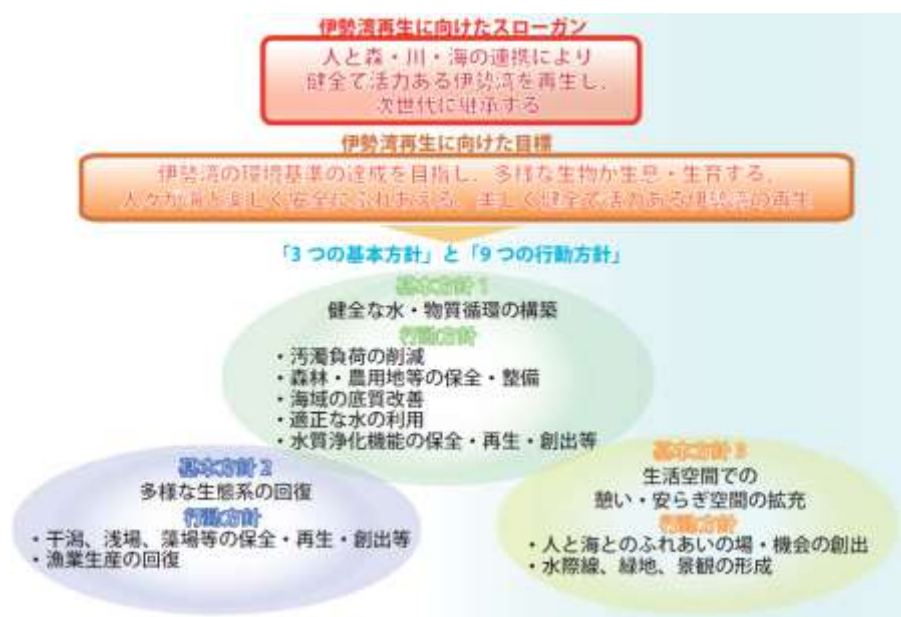 伊勢湾再生に向けたスローガン
人と森・川・海の連携により
健全で活力ある伊勢湾を再生し、
次世代に継承する
伊勢湾再生に向けた目標
伊勢湾の環境基準の達成を目指し、多様な生物が生息・生育する、
人々が海と楽しく安全にふれあえる、美しく健全で活力ある伊勢湾の再生
「3つの基本方針」と「9つの行動方針」
基本方針 1
健全な水・物質循環の構築
行動方針
・汚濁負荷の削減
・森林・農用地等の保全・整備
・海域の底質改善
・適正な水の利用
・水質浄化機能の保全・再生・創出等
基本方針 2
多様な生態系の回復
行動方針
・干潟、浅場、藻場等の保全・再生・創出等
・漁業生産の回復
基本方針 3
生活空間での
憩い・安らぎ空間の拡充
行動方針
・人と海とのふれあいの場・機会の創出
・水際線、緑地、景観の形成